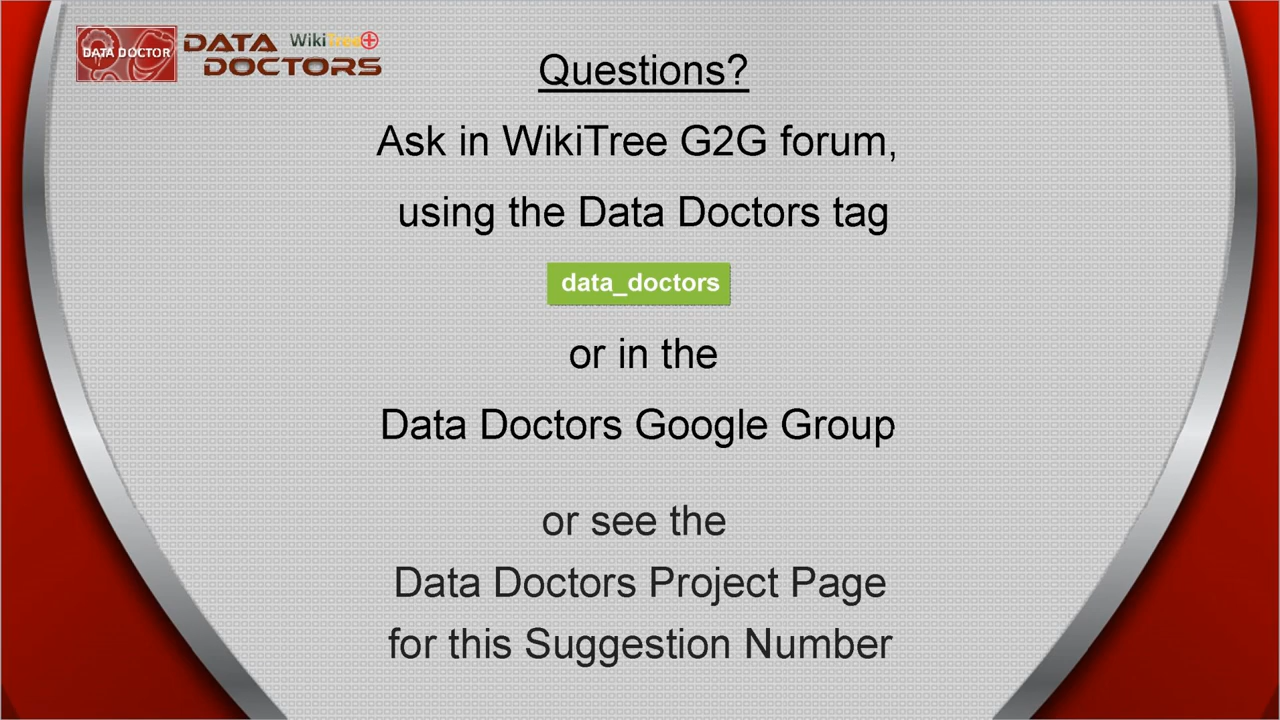 DATA DOCTOR
DATA WikiTree
DOCTORS
Questions?
Ask in WikiTree G2G forum,
using the Data Doctors tag
data_doctors
or in the
Data Doctors Google Group
or see the
Data Doctors Project Page
for this Suggestion Number